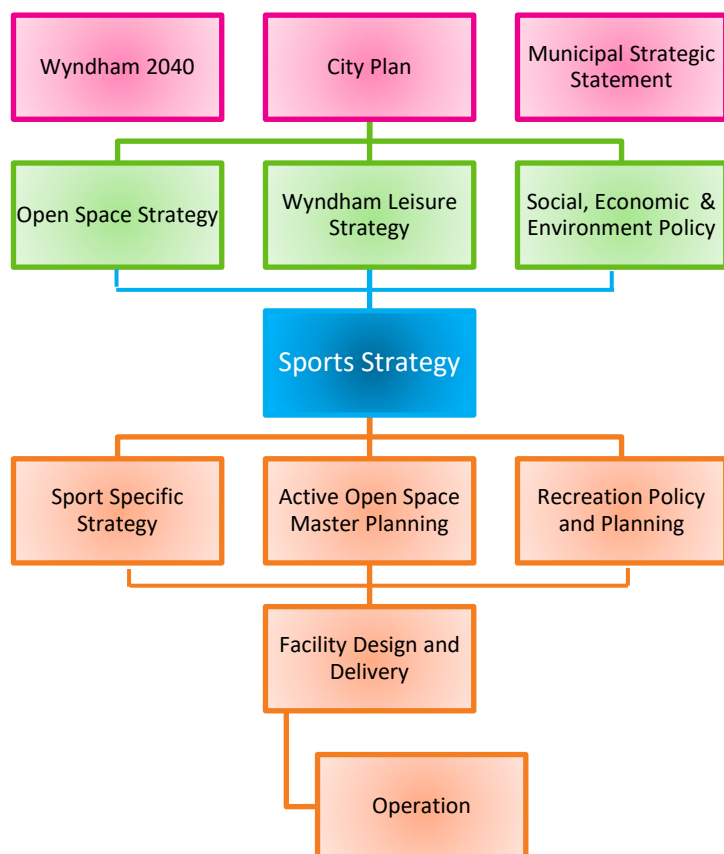 Wyndham 2040
City Plan
Municipal Strategic
Statement
Open Space Strategy
Wyndham Leisure
Strategy
Social, Economic &
Environment Policy
Sports Strategy
Sport Specific
Strategy
Active Open Space
Master Planning
Recreation Policy
and Planning
Facility Design and
Delivery
Operation